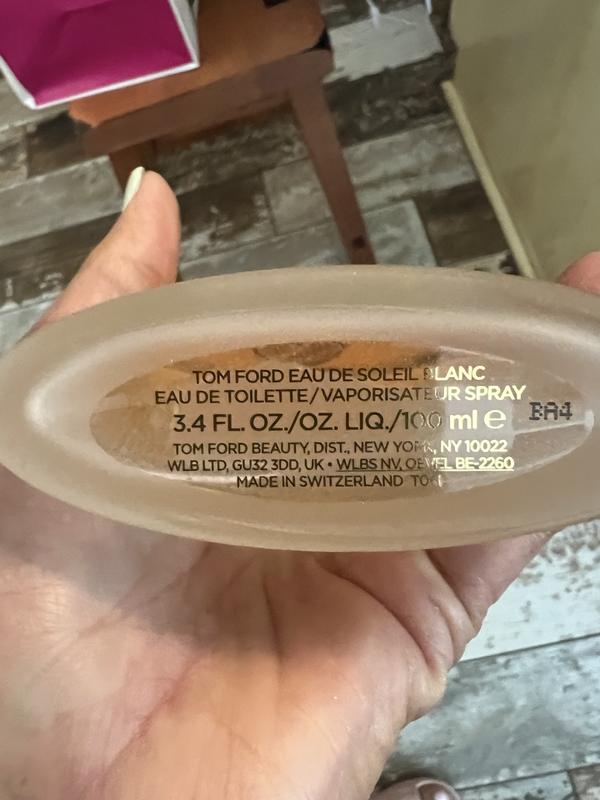 TOM FORD EAU DE SOLEIL BLANC
EAU DE TOILETTE/VAPORISATEUR SPRAY
3.4 FL. OZ./OZ. LIQ./100 ml ℮
BA4
TOM FORD BEAUTY, DIST., NEW YORK, NY 10022
WLB LTD, GU32 3DD, UK • WLBS NV, OEVEL BE-2260
MADE IN SWITZERLAND